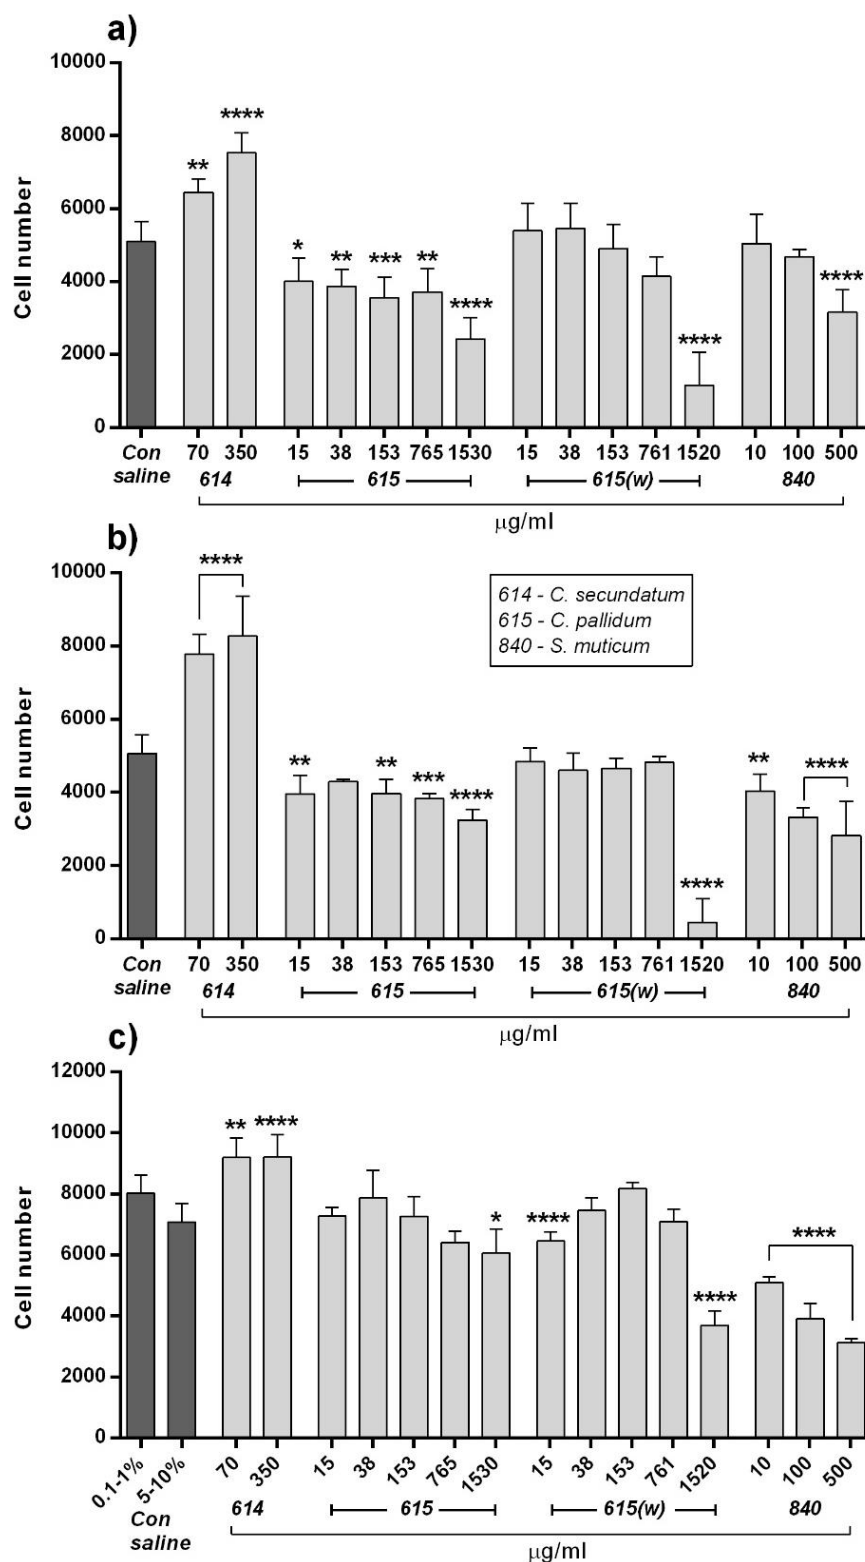 a)
10000
8000
6000
4000
2000
0
Cell number
** **** * ** *** ** **** **** ****
Con saline 70 350 15 38 153 765 1530 15 38 153 761 1520 10 100 500
614 615 615(w) 840
µg/ml
b)
10000
8000
6000
4000
2000
0
Cell number
614 - C. secundatum
615 - C. pallidum
840 - S. muticum
**** ** ** *** **** **** ** ****
Con saline 70 350 15 38 153 765 1530 15 38 153 761 1520 10 100 500
614 615 615(w) 840
µg/ml
c)
12000
10000
8000
6000
4000
2000
0
Cell number
** **** * **** **** ****
0.1-1% 5-10% 70 350 15 38 153 765 1530 15 38 153 761 1520 10 100 500
Con saline 614 615 615(w) 840
µg/ml